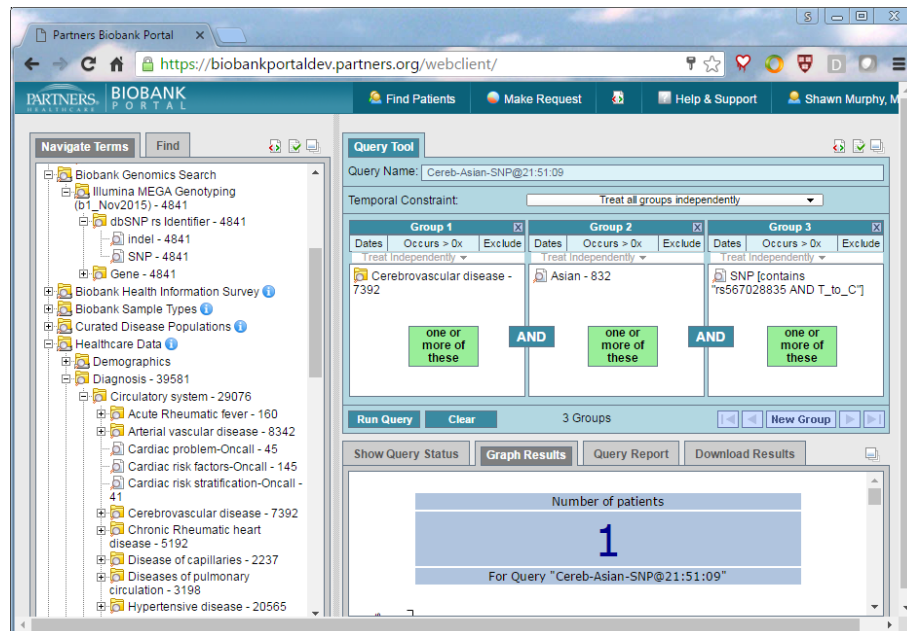 Partners Biobank Portal
https://biobankportaldev.partners.org/webclient/
PARTNERS.
HEALTHCARE
BIOBANK
PORTAL
Find Patients
Make Request
Help & Support
Shawn Murphy, M
Navigate Terms
Find
Biobank Genomics Search
Illumina MEGA Genotyping
(b1_Nov2015) - 4841
dbSNP rs Identifier - 4841
indel - 4841
SNP - 4841
Gene - 4841
Biobank Health Information Survey
Biobank Sample Types
Curated Disease Populations
Healthcare Data
Demographics
Diagnosis - 39581
Circulatory system - 29076
Acute Rheumatic fever - 160
Arterial vascular disease - 8342
Cardiac problem-Oncall - 45
Cardiac risk factors-Oncall - 145
Cardiac risk stratification-Oncall -
41
Cerebrovascular disease - 7392
Chronic Rheumatic heart
disease - 5192
Disease of capillaries - 2237
Diseases of pulmonary
circulation - 3198
Hypertensive disease - 20565
Query Tool
Query Name: Cereb-Asian-SNP@21:51:09
Temporal Constraint: Treat all groups independently
Group 1 X
Dates Occurs > 0x Exclude
Treat Independently
Cerebrovascular disease -
7392
one or
more of
these
AND
Group 2 X
Dates Occurs > 0x Exclude
Treat Independently
Asian - 832
one or
more of
these
AND
Group 3 X
Dates Occurs > 0x Exclude
Treat Independently
SNP [contains
"rs567028835 AND T_to_C"]
one or
more of
these
Run Query Clear 3 Groups New Group
Show Query Status Graph Results Query Report Download Results
Number of patients
1
For Query "Cereb-Asian-SNP@21:51:09"